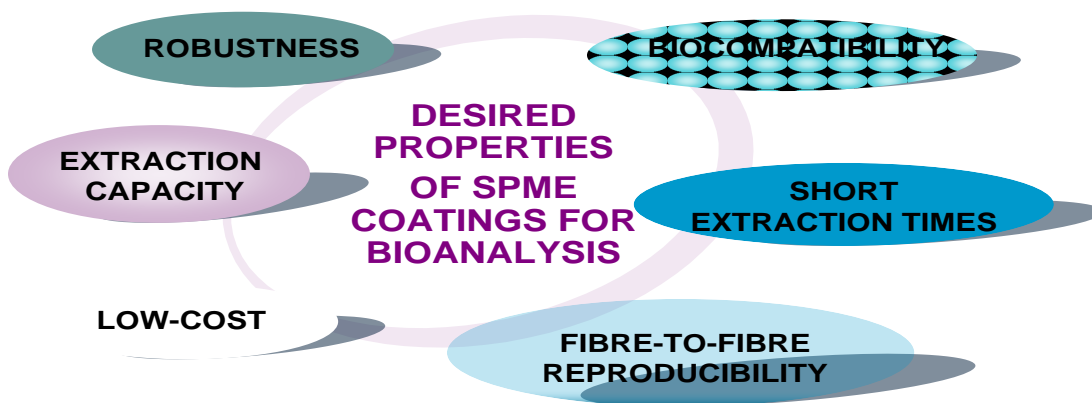 ROBUSTNESS
BIOCOMPATIBILITY
DESIRED
PROPERTIES
OF SPME
COATINGS FOR
BIOANALYSIS
EXTRACTION
CAPACITY
SHORT
EXTRACTION TIMES
LOW-COST
FIBRE-TO-FIBRE
REPRODUCIBILITY